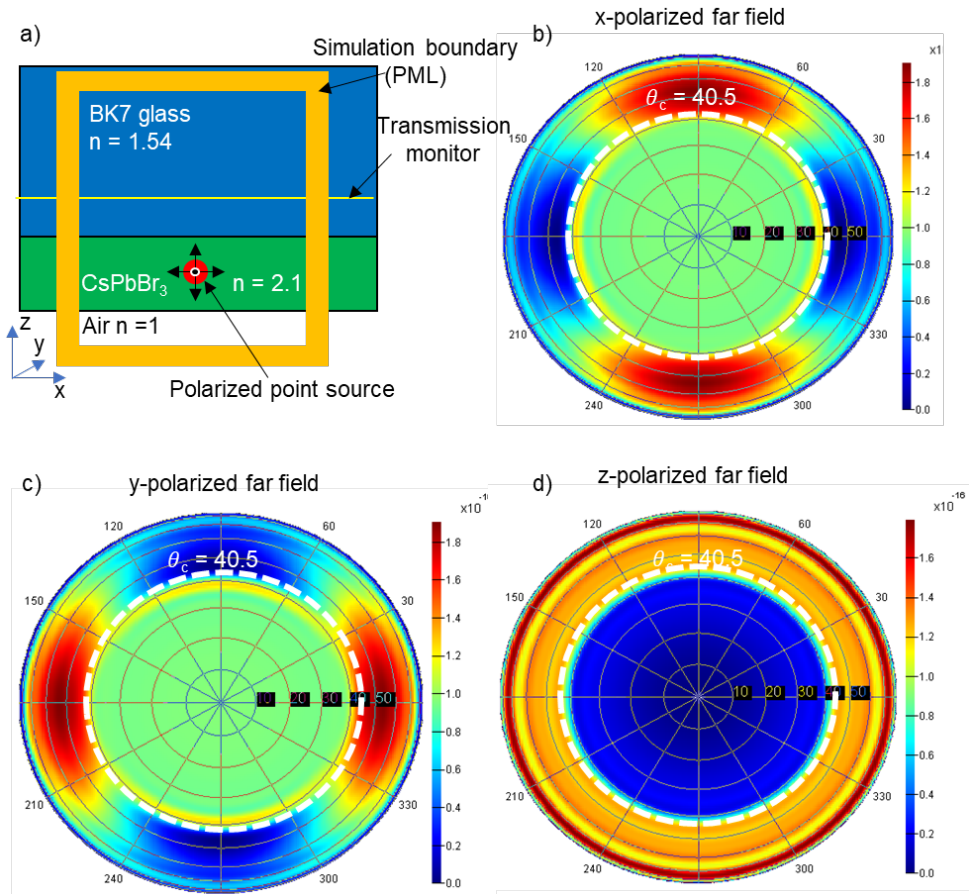 a)
Simulation boundary
(PML)
BK7 glass
n = 1.54
Transmission
monitor
CsPbBr3
n = 2.1
Air n =1
z
y
x
Polarized point source
x-polarized far field
b)
x1
60
θc = 40.5
150
30
10 20 30 50
210
330
240
300
1.8
1.6
1.4
1.2
1.0
0.8
0.6
0.4
0.2
0.0
y-polarized far field
c)
120
60
θc = 40.5
150
30
10 20 30 40 50
210
330
240
300
1.8
1.6
1.4
1.2
1.0
0.8
0.6
0.4
0.2
0.0
z-polarized far field
d)
x10-16
120
60
θc = 40.5
150
30
10 20 30 40 50
210
330
240
300
1.6
1.4
1.2
1.0
0.8
0.6
0.4
0.2
0.0